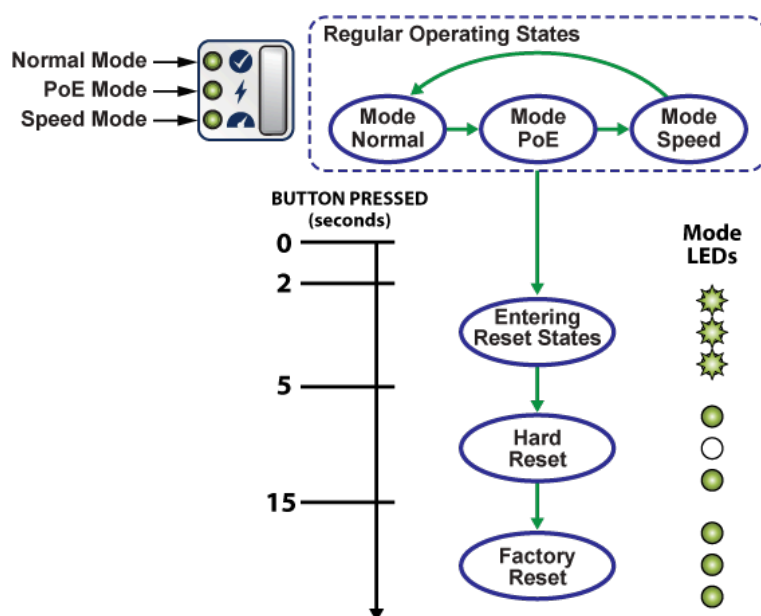 Regular Operating States
Normal Mode
PoE Mode
Speed Mode
Mode
Normal
Mode
PoE
Mode
Speed
BUTTON PRESSED
(seconds)
0
2
5
15
Entering
Reset States
Hard
Reset
Factory
Reset
Mode
LEDs